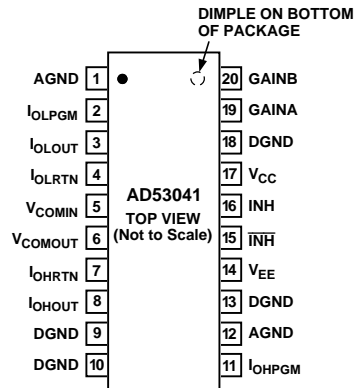 DIMPLE ON BOTTOM
OF PACKAGE
AGND 1
20 GAINB
IOLPGM 2
19 GAINA
IOLOUT 3
18 DGND
IOLRTN 4
17 VCC
AD53041
TOP VIEW
(Not to Scale)
VCOMIN 5
16 INH
VCOMOUT 6
15 I̅N̅H̅
IOHRTN 7
14 VEE
IOHOUT 8
13 DGND
DGND 9
12 AGND
DGND 10
11 IOHPGM